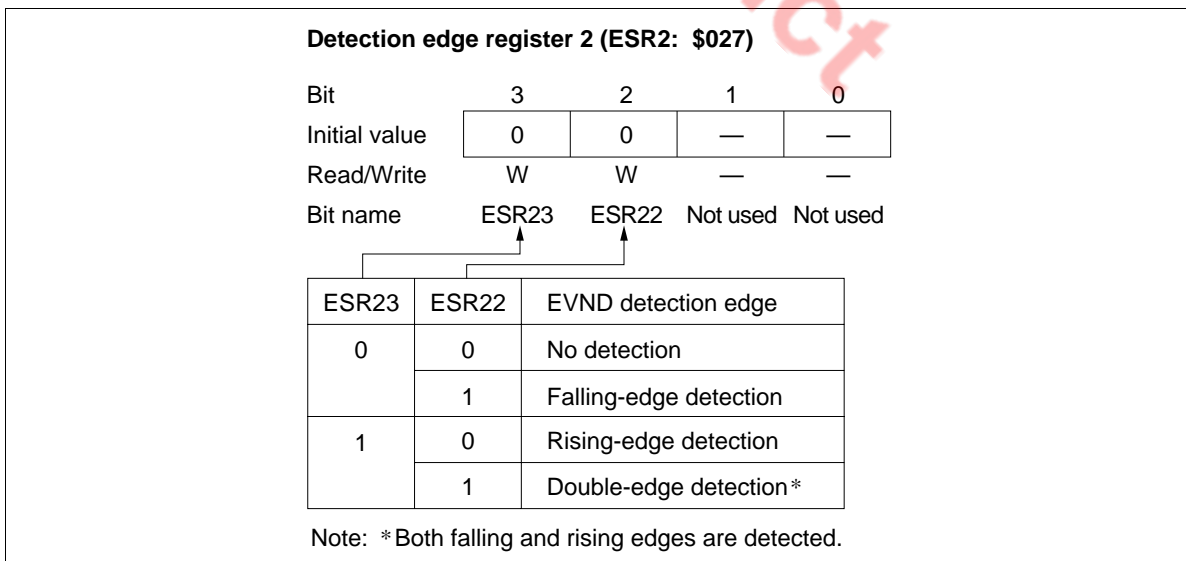 Detection edge register 2 (ESR2: $027)
Bit 3 2 1 0
Initial value 0 0 — —
Read/Write W W — —
Bit name ESR23 ESR22 Not used Not used
ESR23 ESR22 EVND detection edge
0 0 No detection
1 Falling-edge detection
1 0 Rising-edge detection
1 Double-edge detection*
Note: *Both falling and rising edges are detected.